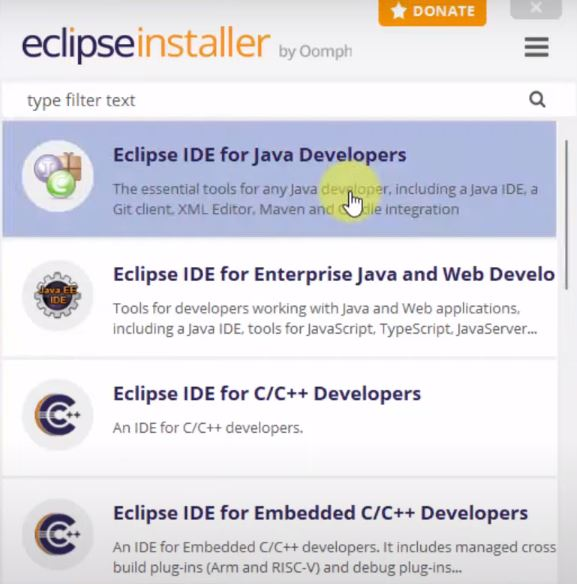 DONATE
eclipseinstaller by Oomph
type filter text
Eclipse IDE for Java Developers
The essential tools for any Java developer, including a Java IDE, a
Git client, XML Editor, Maven and Gradle integration
Eclipse IDE for Enterprise Java and Web Develo
Java EE
IDE
Tools for developers working with Java and Web applications,
including a Java IDE, tools for JavaScript, TypeScript, JavaServer...
Eclipse IDE for C/C++ Developers
C++
An IDE for C/C++ developers.
Eclipse IDE for Embedded C/C++ Developers
C++
An IDE for Embedded C/C++ developers. It includes managed cross
build plug-ins (Arm and RISC-V) and debug plug-ins...